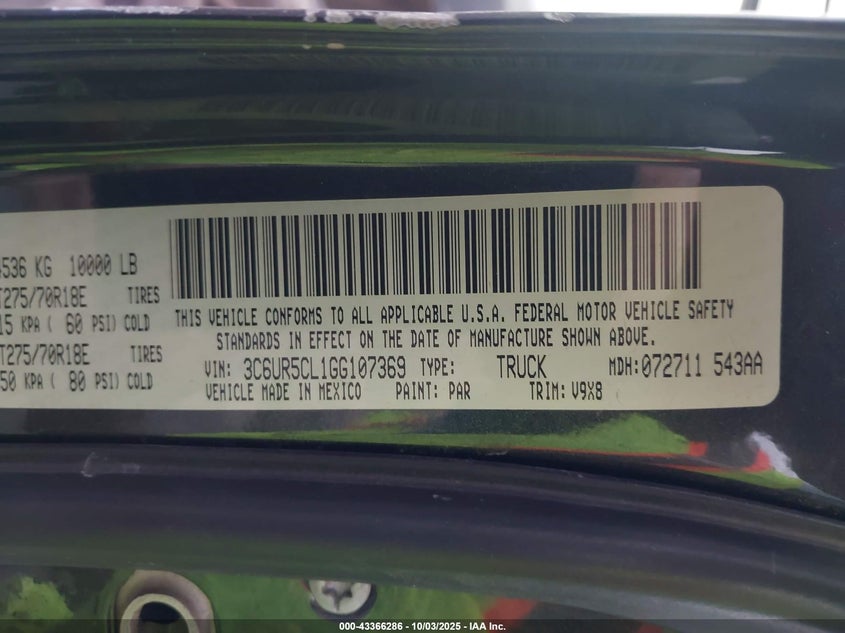 4536 KG 10000 LB
T275/70R18E TIRES
15 KPA ( 60 PSI) COLD
T275/70R18E TIRES
50 KPA ( 80 PSI) COLD
THIS VEHICLE CONFORMS TO ALL APPLICABLE U.S.A. FEDERAL MOTOR VEHICLE SAFETY
STANDARDS IN EFFECT ON THE DATE OF MANUFACTURE SHOWN ABOVE.
VIN: 3C6UR5CL1GG107369 TYPE: TRUCK MDH: 072711 543AA
VEHICLE MADE IN MEXICO PAINT: PAR TRIM: V9X8
000-43366286 - 10/03/2025 - IAA Inc.